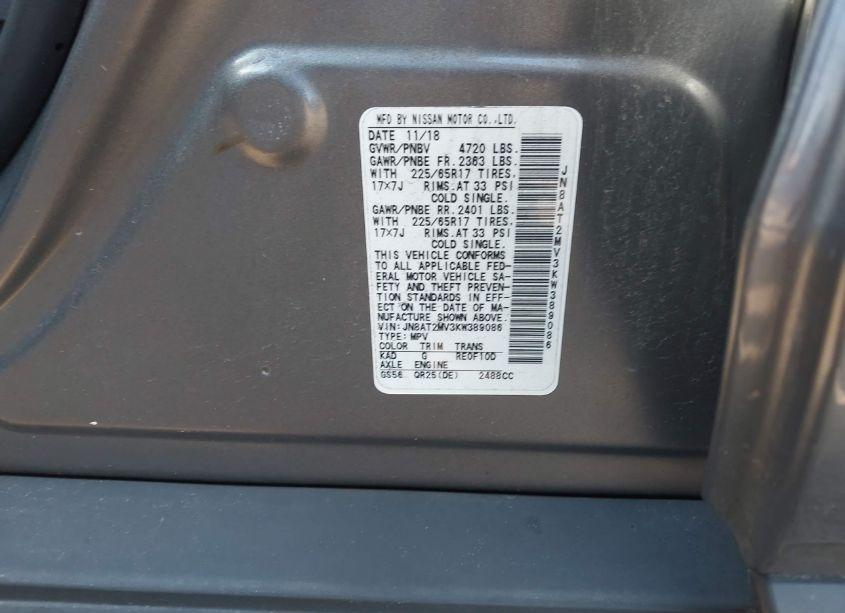 MFD BY NISSAN MOTOR CO.,LTD.
DATE 11/18
GVWR/PNBV 4720 LBS.
GAWR/PNBE FR.2363 LBS.
WITH 225/65R17 TIRES.
17×7J RIMS.AT 33 PSI
COLD SINGLE.
GAWR/PNBE RR.2401 LBS.
WITH 225/65R17 TIRES.
17×7J RIMS.AT 33 PSI
COLD SINGLE.
THIS VEHICLE CONFORMS
TO ALL APPLICABLE FED-
ERAL MOTOR VEHICLE SA-
FETY AND THEFT PREVEN-
TION STANDARDS IN EFF-
ECT ON THE DATE OF MA-
NUFACTURE SHOWN ABOVE.
VIN:JN8AT2MV3KW389086
TYPE:MPV
COLOR TRIM TRANS
KAD G RE0F10D
AXLE ENGINE
GS56 QR25(DE) 2488CC
JN8AT2MV3KW389086